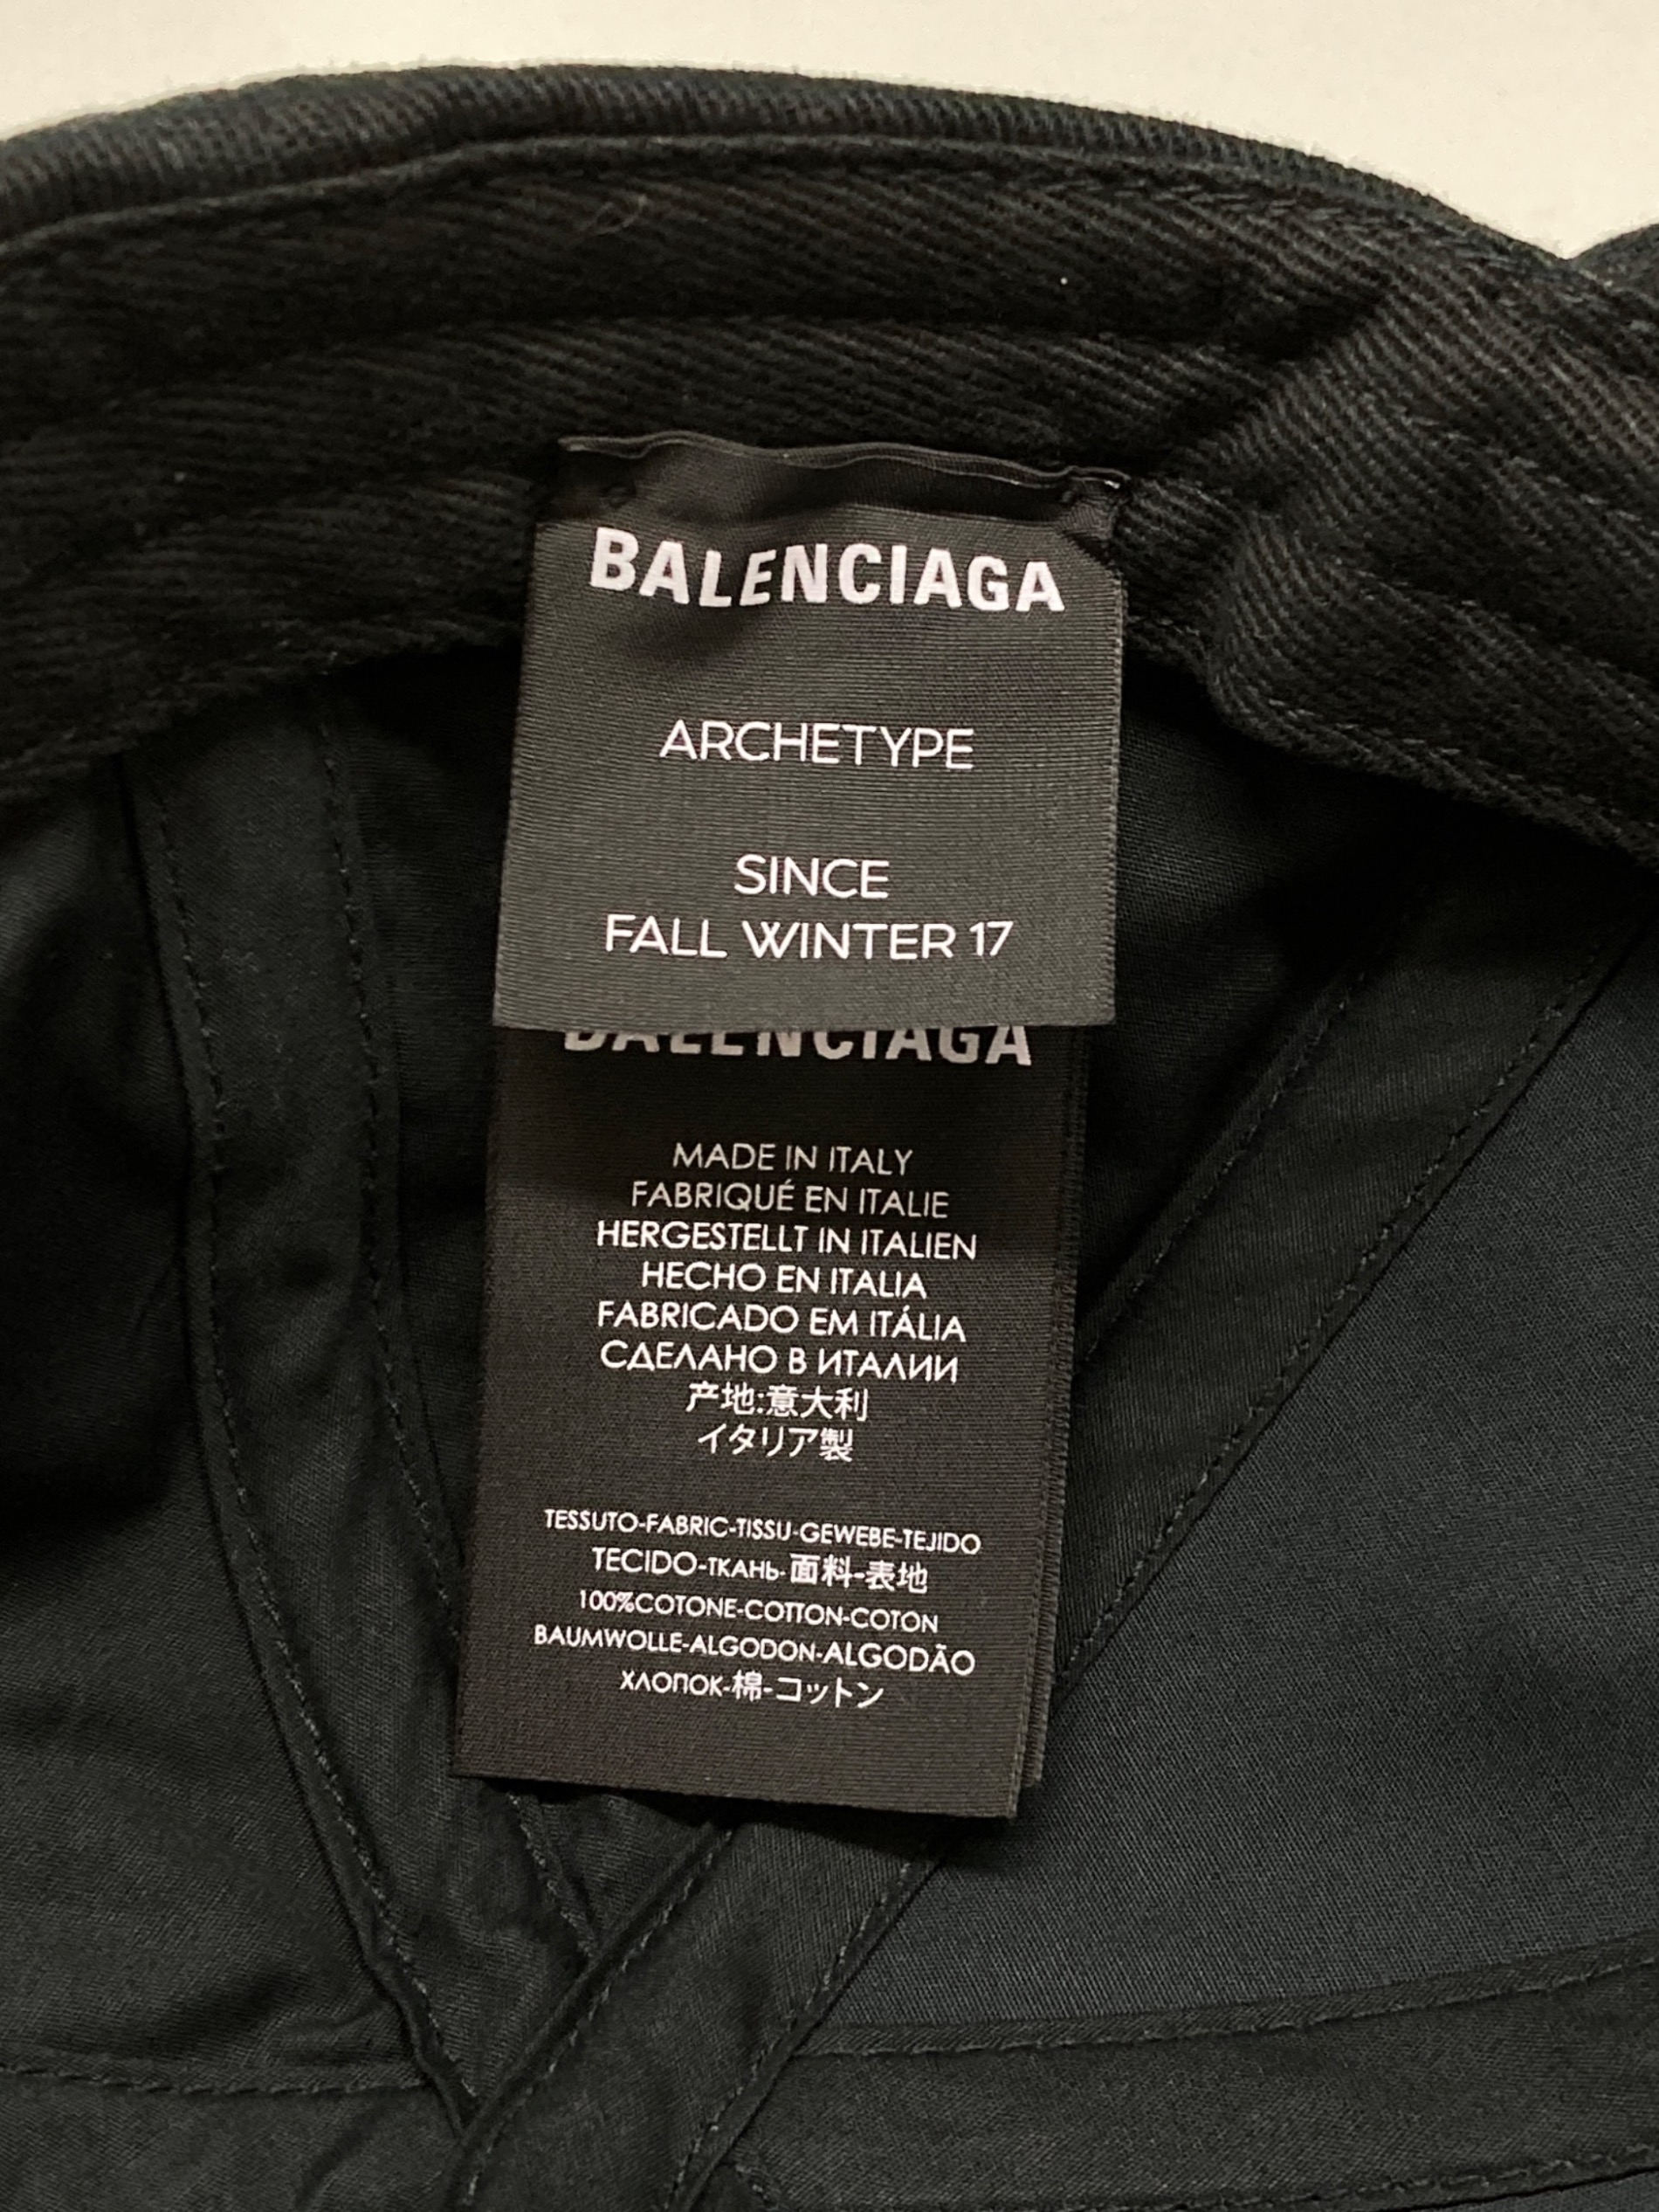 BALENCIAGA
ARCHETYPE
SINCE
FALL WINTER 17
BALENCIAGA
MADE IN ITALY
FABRIQUÉ EN ITALIE
HERGESTELLT IN ITALIEN
HECHO EN ITALIA
FABRICADO EM ITÁLIA
СДЕЛАНО В ИТАЛИИ
产地:意大利
イタリア製
TESSUTO-FABRIC-TISSU-GEWEBE-TEJIDO
TECIDO-ТКАНЬ-面料-表地
100%COTONE-COTTON-COTON
BAUMWOLLE-ALGODON-ALGODÃO
ХЛОПОК-棉-コットン